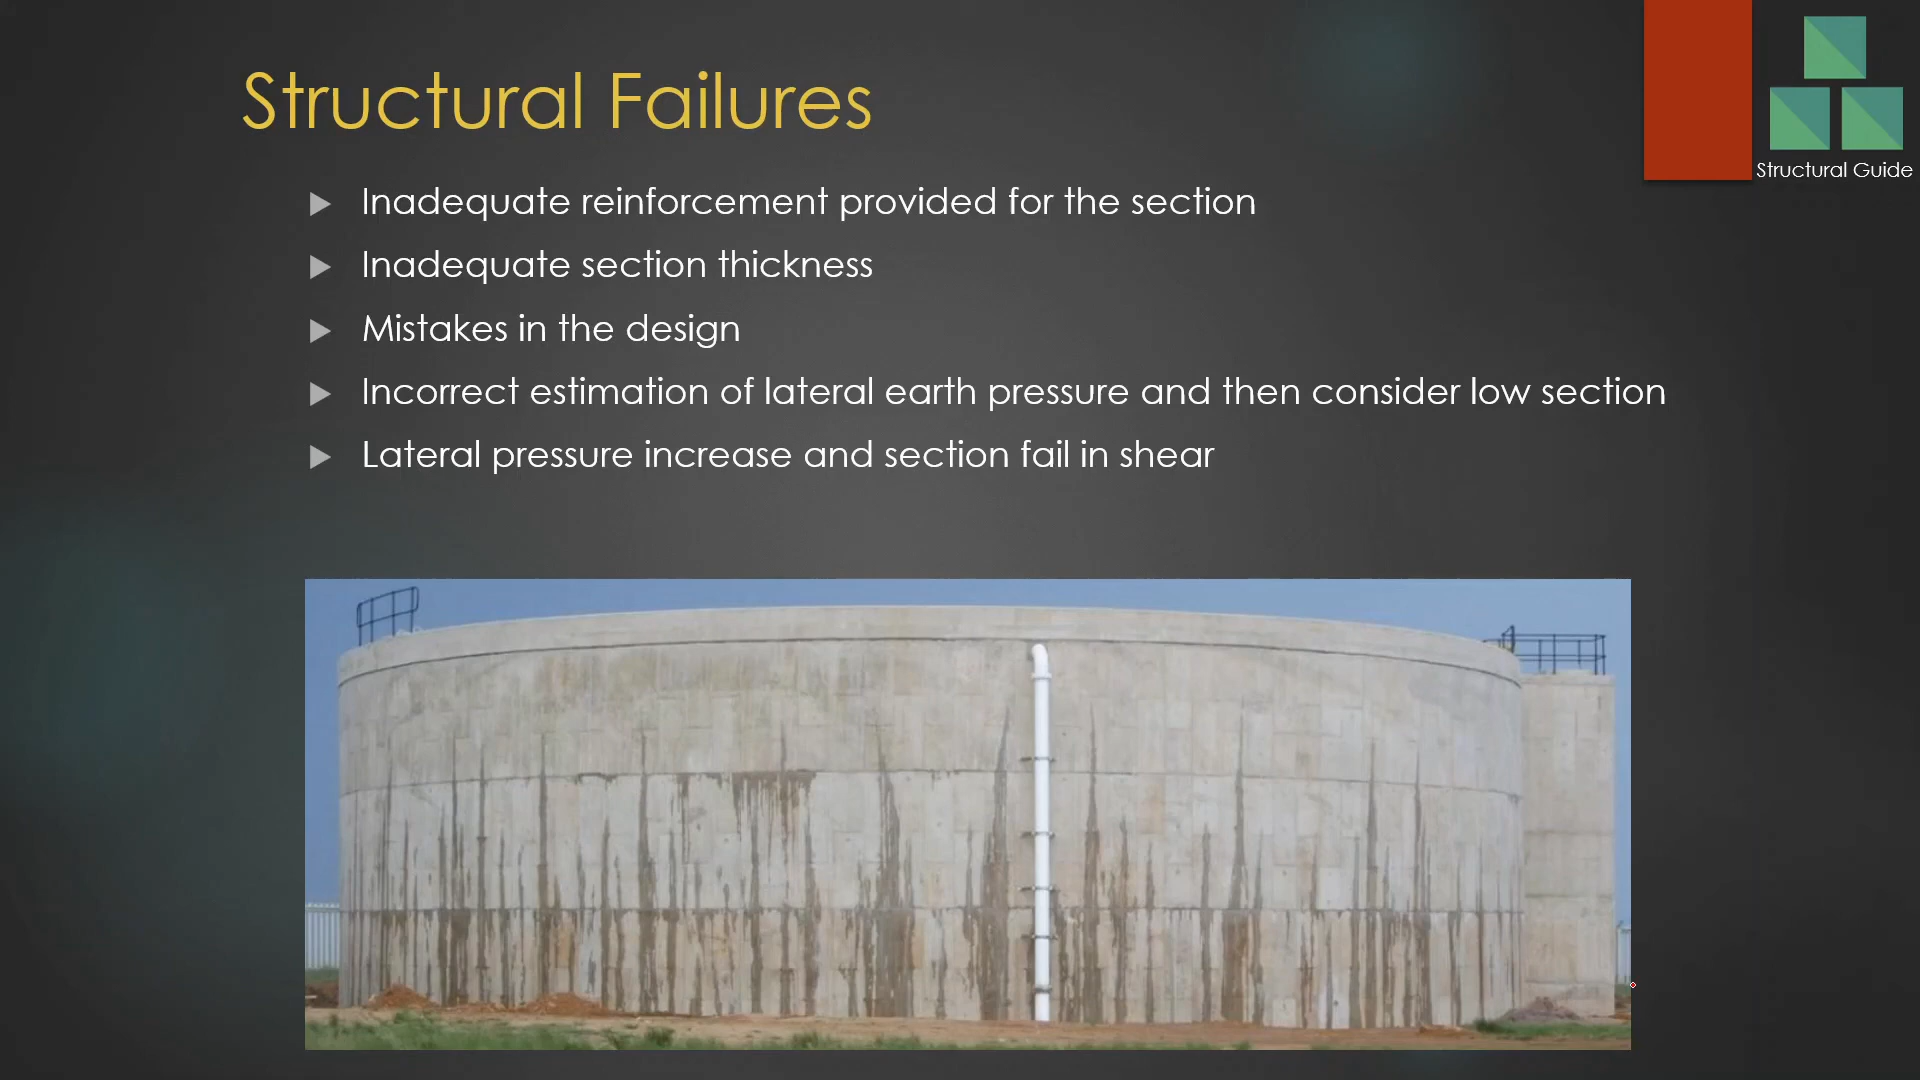 Structural Failures
Structural Guide
Inadequate reinforcement provided for the section
Inadequate section thickness
Mistakes in the design
Incorrect estimation of lateral earth pressure and then consider low section
Lateral pressure increase and section fail in shear